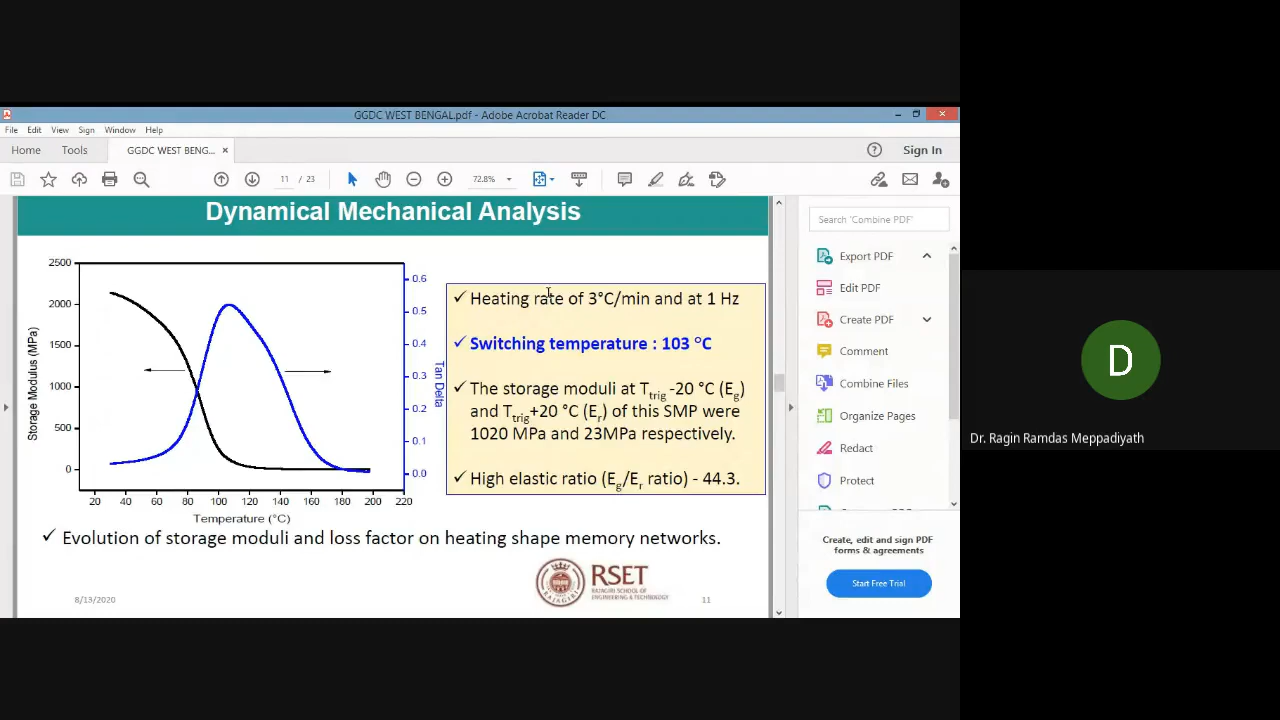 GGDC WEST BENGAL.pdf - Adobe Acrobat Reader DC
File Edit View Sign Window Help
Home Tools GGDC WEST BENG... × Sign In
11 / 23 72.8%
Dynamical Mechanical Analysis
2500
2000
1500
1000
500
0
Storage Modulus (MPa)
0.6
0.5
0.4
0.3
0.2
0.1
0.0
Tan Delta
20 40 60 80 100 120 140 160 180 200 220
Temperature (°C)
✓ Heating rate of 3°C/min and at 1 Hz
✓ Switching temperature : 103 °C
✓ The storage moduli at Ttrig -20 °C (Eg)
and Ttrig+20 °C (Er) of this SMP were
1020 MPa and 23MPa respectively.
✓ High elastic ratio (Eg/Er ratio) - 44.3.
✓ Evolution of storage moduli and loss factor on heating shape memory networks.
RSET
RAJAGIRI SCHOOL OF
ENGINEERING & TECHNOLOGY
RAJAGIRI
8/13/2020
11
Search 'Combine PDF'
Export PDF
Edit PDF
Create PDF
Comment
Combine Files
Organize Pages
Redact
Protect
Create, edit and sign PDF
forms & agreements
Start Free Trial
D
Dr. Ragin Ramdas Meppadiyath